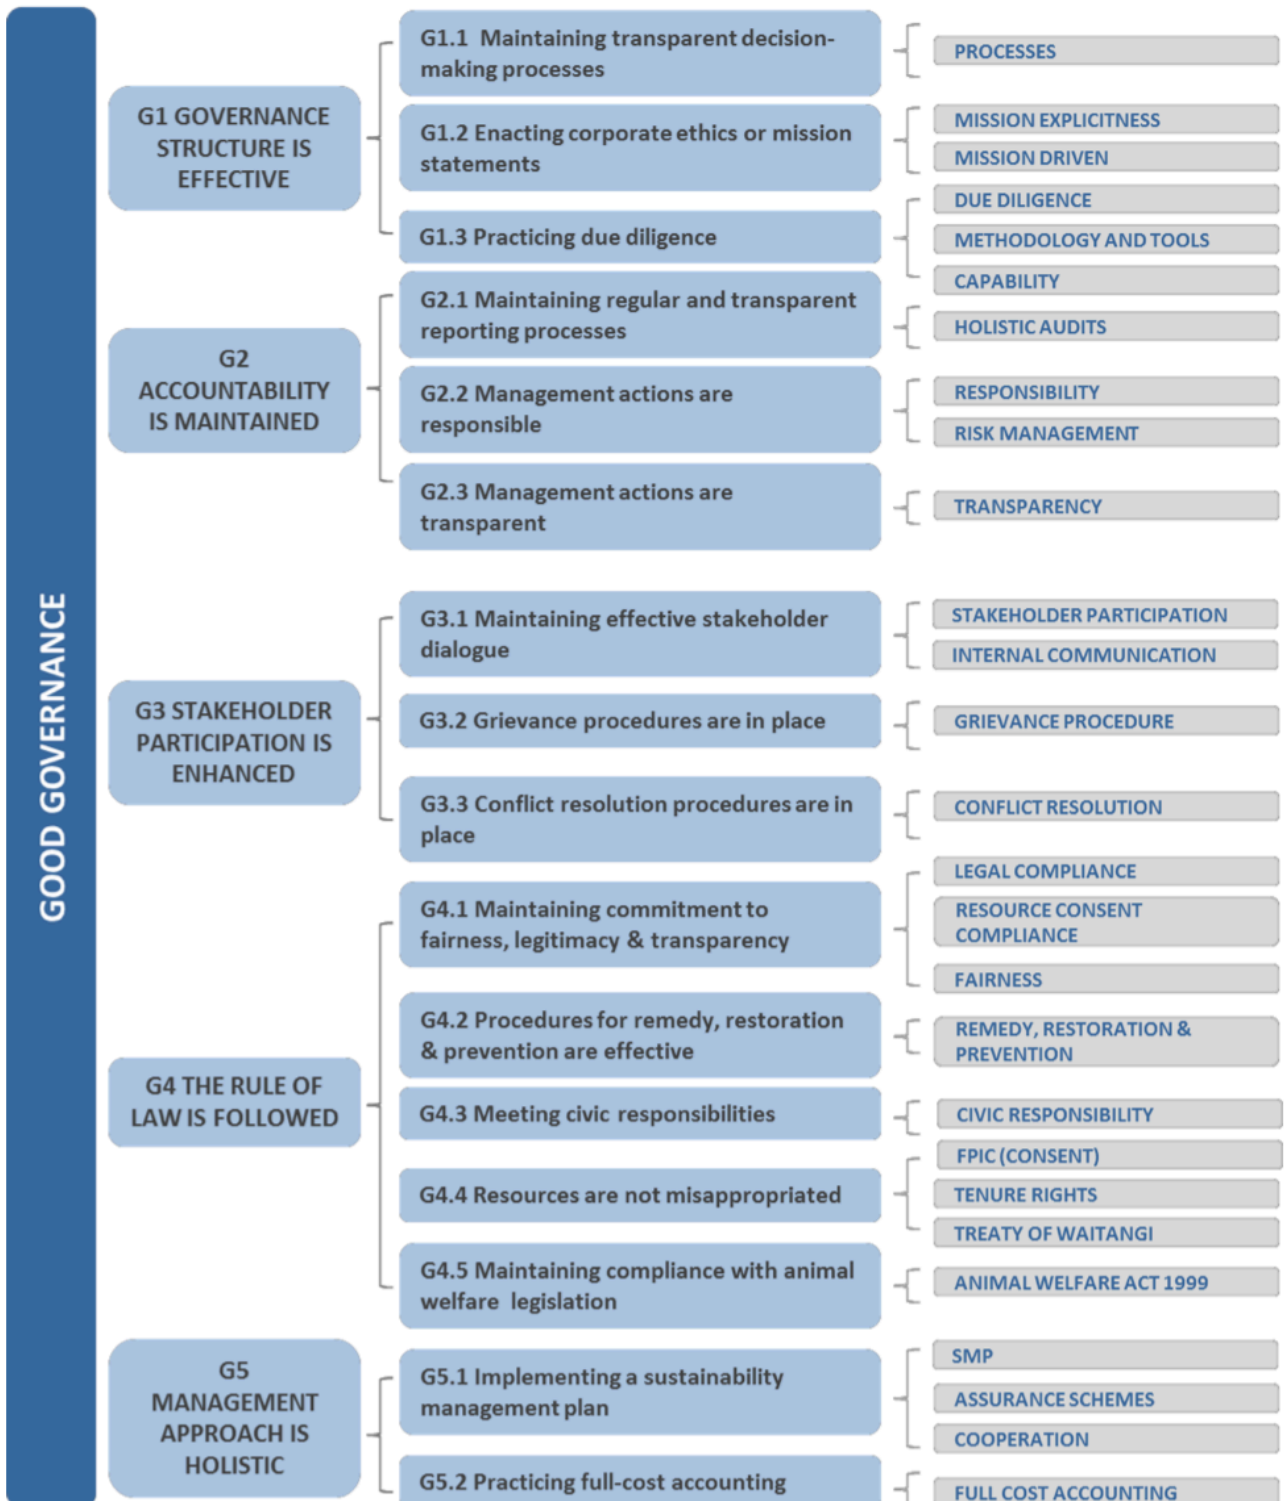 GOOD GOVERNANCE
G1 GOVERNANCE
STRUCTURE IS
EFFECTIVE
G1.1 Maintaining transparent decision-
making processes
PROCESSES
G1.2 Enacting corporate ethics or mission
statements
MISSION EXPLICITNESS
MISSION DRIVEN
G1.3 Practicing due diligence
DUE DILIGENCE
METHODOLOGY AND TOOLS
CAPABILITY
G2
ACCOUNTABILITY
IS MAINTAINED
G2.1 Maintaining regular and transparent
reporting processes
HOLISTIC AUDITS
G2.2 Management actions are
responsible
RESPONSIBILITY
RISK MANAGEMENT
G2.3 Management actions are
transparent
TRANSPARENCY
G3 STAKEHOLDER
PARTICIPATION IS
ENHANCED
G3.1 Maintaining effective stakeholder
dialogue
STAKEHOLDER PARTICIPATION
INTERNAL COMMUNICATION
G3.2 Grievance procedures are in place
GRIEVANCE PROCEDURE
G3.3 Conflict resolution procedures are in
place
CONFLICT RESOLUTION
G4 THE RULE OF
LAW IS FOLLOWED
G4.1 Maintaining commitment to
fairness, legitimacy & transparency
LEGAL COMPLIANCE
RESOURCE CONSENT
COMPLIANCE
FAIRNESS
G4.2 Procedures for remedy, restoration
& prevention are effective
REMEDY, RESTORATION &
PREVENTION
G4.3 Meeting civic responsibilities
CIVIC RESPONSIBILITY
G4.4 Resources are not misappropriated
FPIC (CONSENT)
TENURE RIGHTS
TREATY OF WAITANGI
G4.5 Maintaining compliance with animal
welfare legislation
ANIMAL WELFARE ACT 1999
G5
MANAGEMENT
APPROACH IS
HOLISTIC
G5.1 Implementing a sustainability
management plan
SMP
ASSURANCE SCHEMES
COOPERATION
G5.2 Practicing full-cost accounting
FULL COST ACCOUNTING